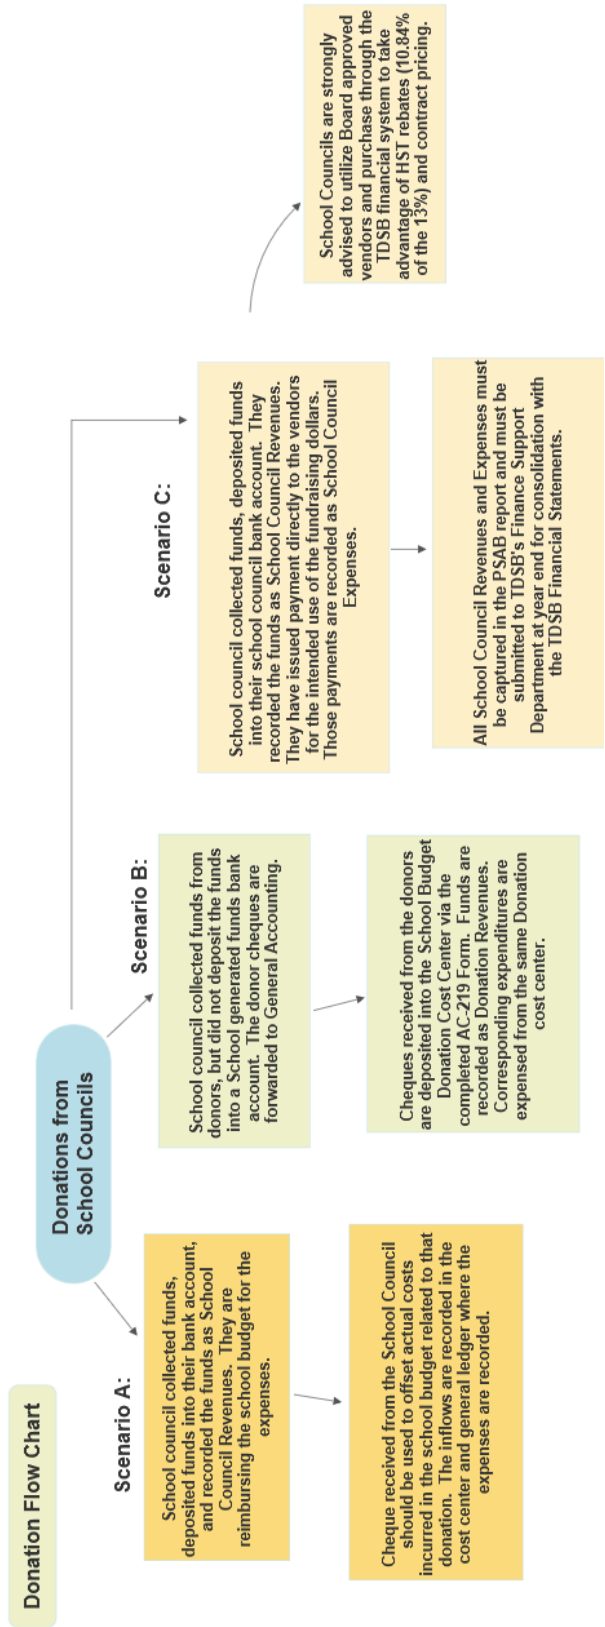 Donation Flow Chart
Donations from
School Councils
Scenario A:
School council collected funds,
deposited funds into their bank account,
and recorded the funds as School
Council Revenues. They are
reimbursing the school budget for the
expenses.
Cheque received from the School Council
should be used to offset actual costs
incurred in the school budget related to that
donation. The inflows are recorded in the
cost center and general ledger where the
expenses are recorded.
Scenario B:
School council collected funds from
donors, but did not deposit the funds
into a School generated funds bank
account. The donor cheques are
forwarded to General Accounting.
Cheques received from the donors
are deposited into the School Budget
Donation Cost Center via the
completed AC-219 Form. Funds are
recorded as Donation Revenues.
Corresponding expenditures are
expensed from the same Donation
cost center.
Scenario C:
School council collected funds, deposited funds
into their school council bank account. They
recorded the funds as School Council Revenues.
They have issued payment directly to the vendors
for the intended use of the fundraising dollars.
Those payments are recorded as School Council
Expenses.
All School Council Revenues and Expenses must
be captured in the PSAB report and must be
submitted to TDSB's Finance Support
Department at year end for consolidation with
the TDSB Financial Statements.
School Councils are strongly
advised to utilize Board approved
vendors and purchase through the
TDSB financial system to take
advantage of HST rebates (10.84%
of the 13%) and contract pricing.